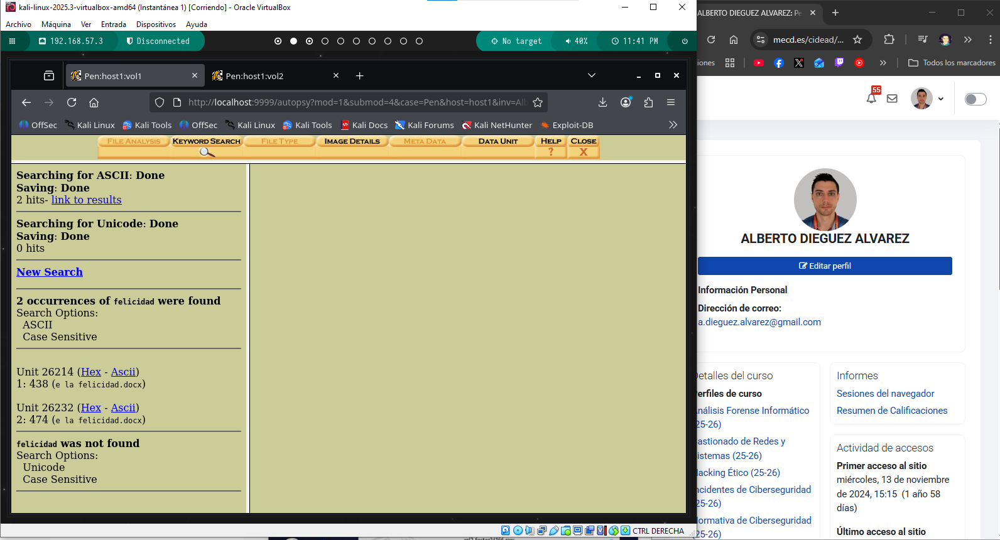 kali-linux-2025.3-virtualbox-amd64 (Instantánea 1) [Corriendo] - Oracle VirtualBox
Archivo Máquina Ver Entrada Dispositivos Ayuda
192.168.57.3 Disconnected No target 40% 11:41 PM
Pen:host1:vol1 Pen:host1:vol2
http://localhost:9999/autopsy?mod=1&submod=4&case=Pen&host=host1&inv=Alb
OffSec Kali Linux Kali Tools OffSec Kali Linux Kali Tools Kali Docs Kali Forums Kali NetHunter Exploit-DB
FILE ANALYSIS KEYWORD SEARCH FILE TYPE IMAGE DETAILS META DATA DATA UNIT HELP CLOSE
? X
Searching for ASCII: Done
Saving: Done
2 hits- link to results
Searching for Unicode: Done
Saving: Done
0 hits
New Search
2 occurrences of felicidad were found
Search Options:
ASCII
Case Sensitive
Unit 26214 (Hex - Ascii)
1: 438 (e la felicidad.docx)
Unit 26232 (Hex - Ascii)
2: 474 (e la felicidad.docx)
felicidad was not found
Search Options:
Unicode
Case Sensitive
CTRL DERECHA
ALBERTO DIEGUEZ ALVAREZ: Pe
mecd.es/cidead/...
iones Todos los marcadores
55
ALBERTO DIEGUEZ ALVAREZ
Editar perfil
Información Personal
Dirección de correo:
a.dieguez.alvarez@gmail.com
Detalles del curso
Perfiles de curso
Análisis Forense Informático
(25-26)
Bastionado de Redes y
Sistemas (25-26)
Hacking Ético (25-26)
Incidentes de Ciberseguridad
(25-26)
Normativa de Ciberseguridad
(25-26)
Informes
Sesiones del navegador
Resumen de Calificaciones
Actividad de accesos
Primer acceso al sitio
miércoles, 13 de noviembre
de 2024, 15:15 (1 año 58
días)
Último acceso al sitio